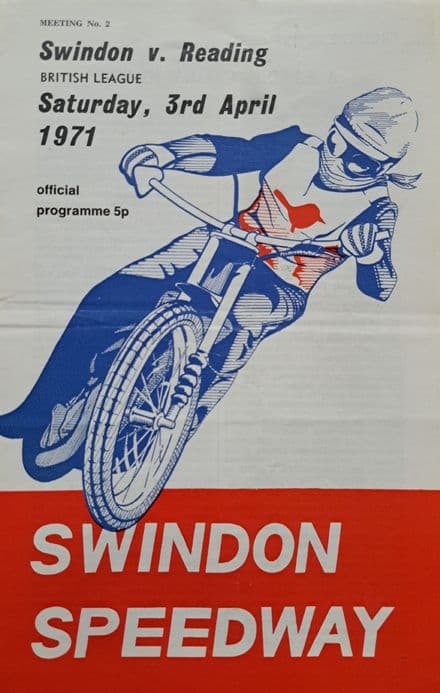 MEETING No. 2
Swindon v. Reading
BRITISH LEAGUE
Saturday, 3rd April
1971
official
programme 5p
SWINDON
SPEEDWAY